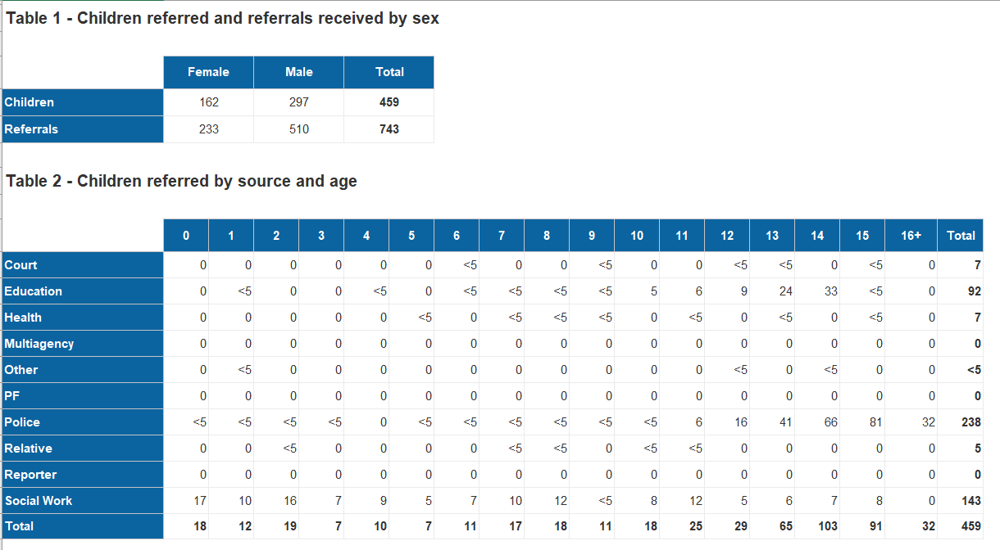 Table 1 - Children referred and referrals received by sex
Female Male Total
Children 162 297 459
Referrals 233 510 743
Table 2 - Children referred by source and age
0 1 2 3 4 5 6 7 8 9 10 11 12 13 14 15 16+ Total
Court 0 0 0 0 0 0 <5 0 0 <5 0 0 <5 <5 0 <5 0 7
Education 0 <5 0 0 <5 0 <5 <5 <5 <5 5 6 9 24 33 <5 0 92
Health 0 0 0 0 0 <5 0 <5 <5 <5 0 <5 0 <5 0 <5 0 7
Multiagency 0 0 0 0 0 0 0 0 0 0 0 0 0 0 0 0 0 0
Other 0 <5 0 0 0 0 0 0 0 0 0 0 <5 0 <5 0 0 <5
PF 0 0 0 0 0 0 0 0 0 0 0 0 0 0 0 0 0 0
Police <5 <5 <5 <5 0 <5 <5 <5 <5 <5 <5 6 16 41 66 81 32 238
Relative 0 0 <5 0 0 0 0 <5 <5 0 <5 <5 0 0 0 0 0 5
Reporter 0 0 0 0 0 0 0 0 0 0 0 0 0 0 0 0 0 0
Social Work 17 10 16 7 9 5 7 10 12 <5 8 12 5 6 7 8 0 143
Total 18 12 19 7 10 7 11 17 18 11 18 25 29 65 103 91 32 459